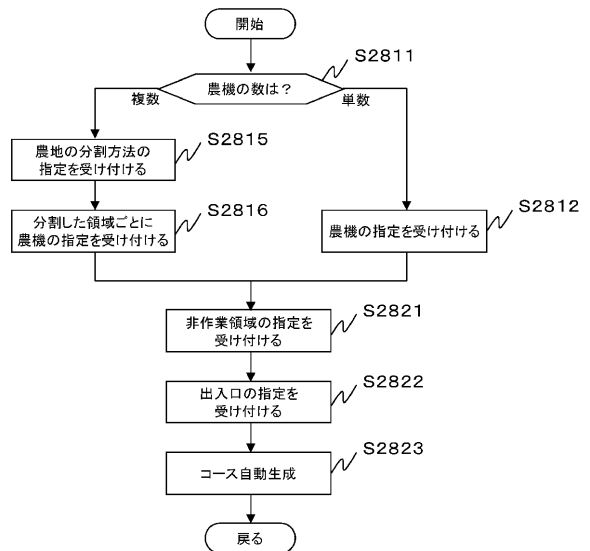 開始
S2811
農機の数は？
複数
単数
S2815
農地の分割方法の
指定を受け付ける
S2816
分割した領域ごとに
農機の指定を受け付ける
S2812
農機の指定を受け付ける
S2821
非作業領域の指定を
受け付ける
S2822
出入口の指定を
受け付ける
S2823
コース自動生成
戻る